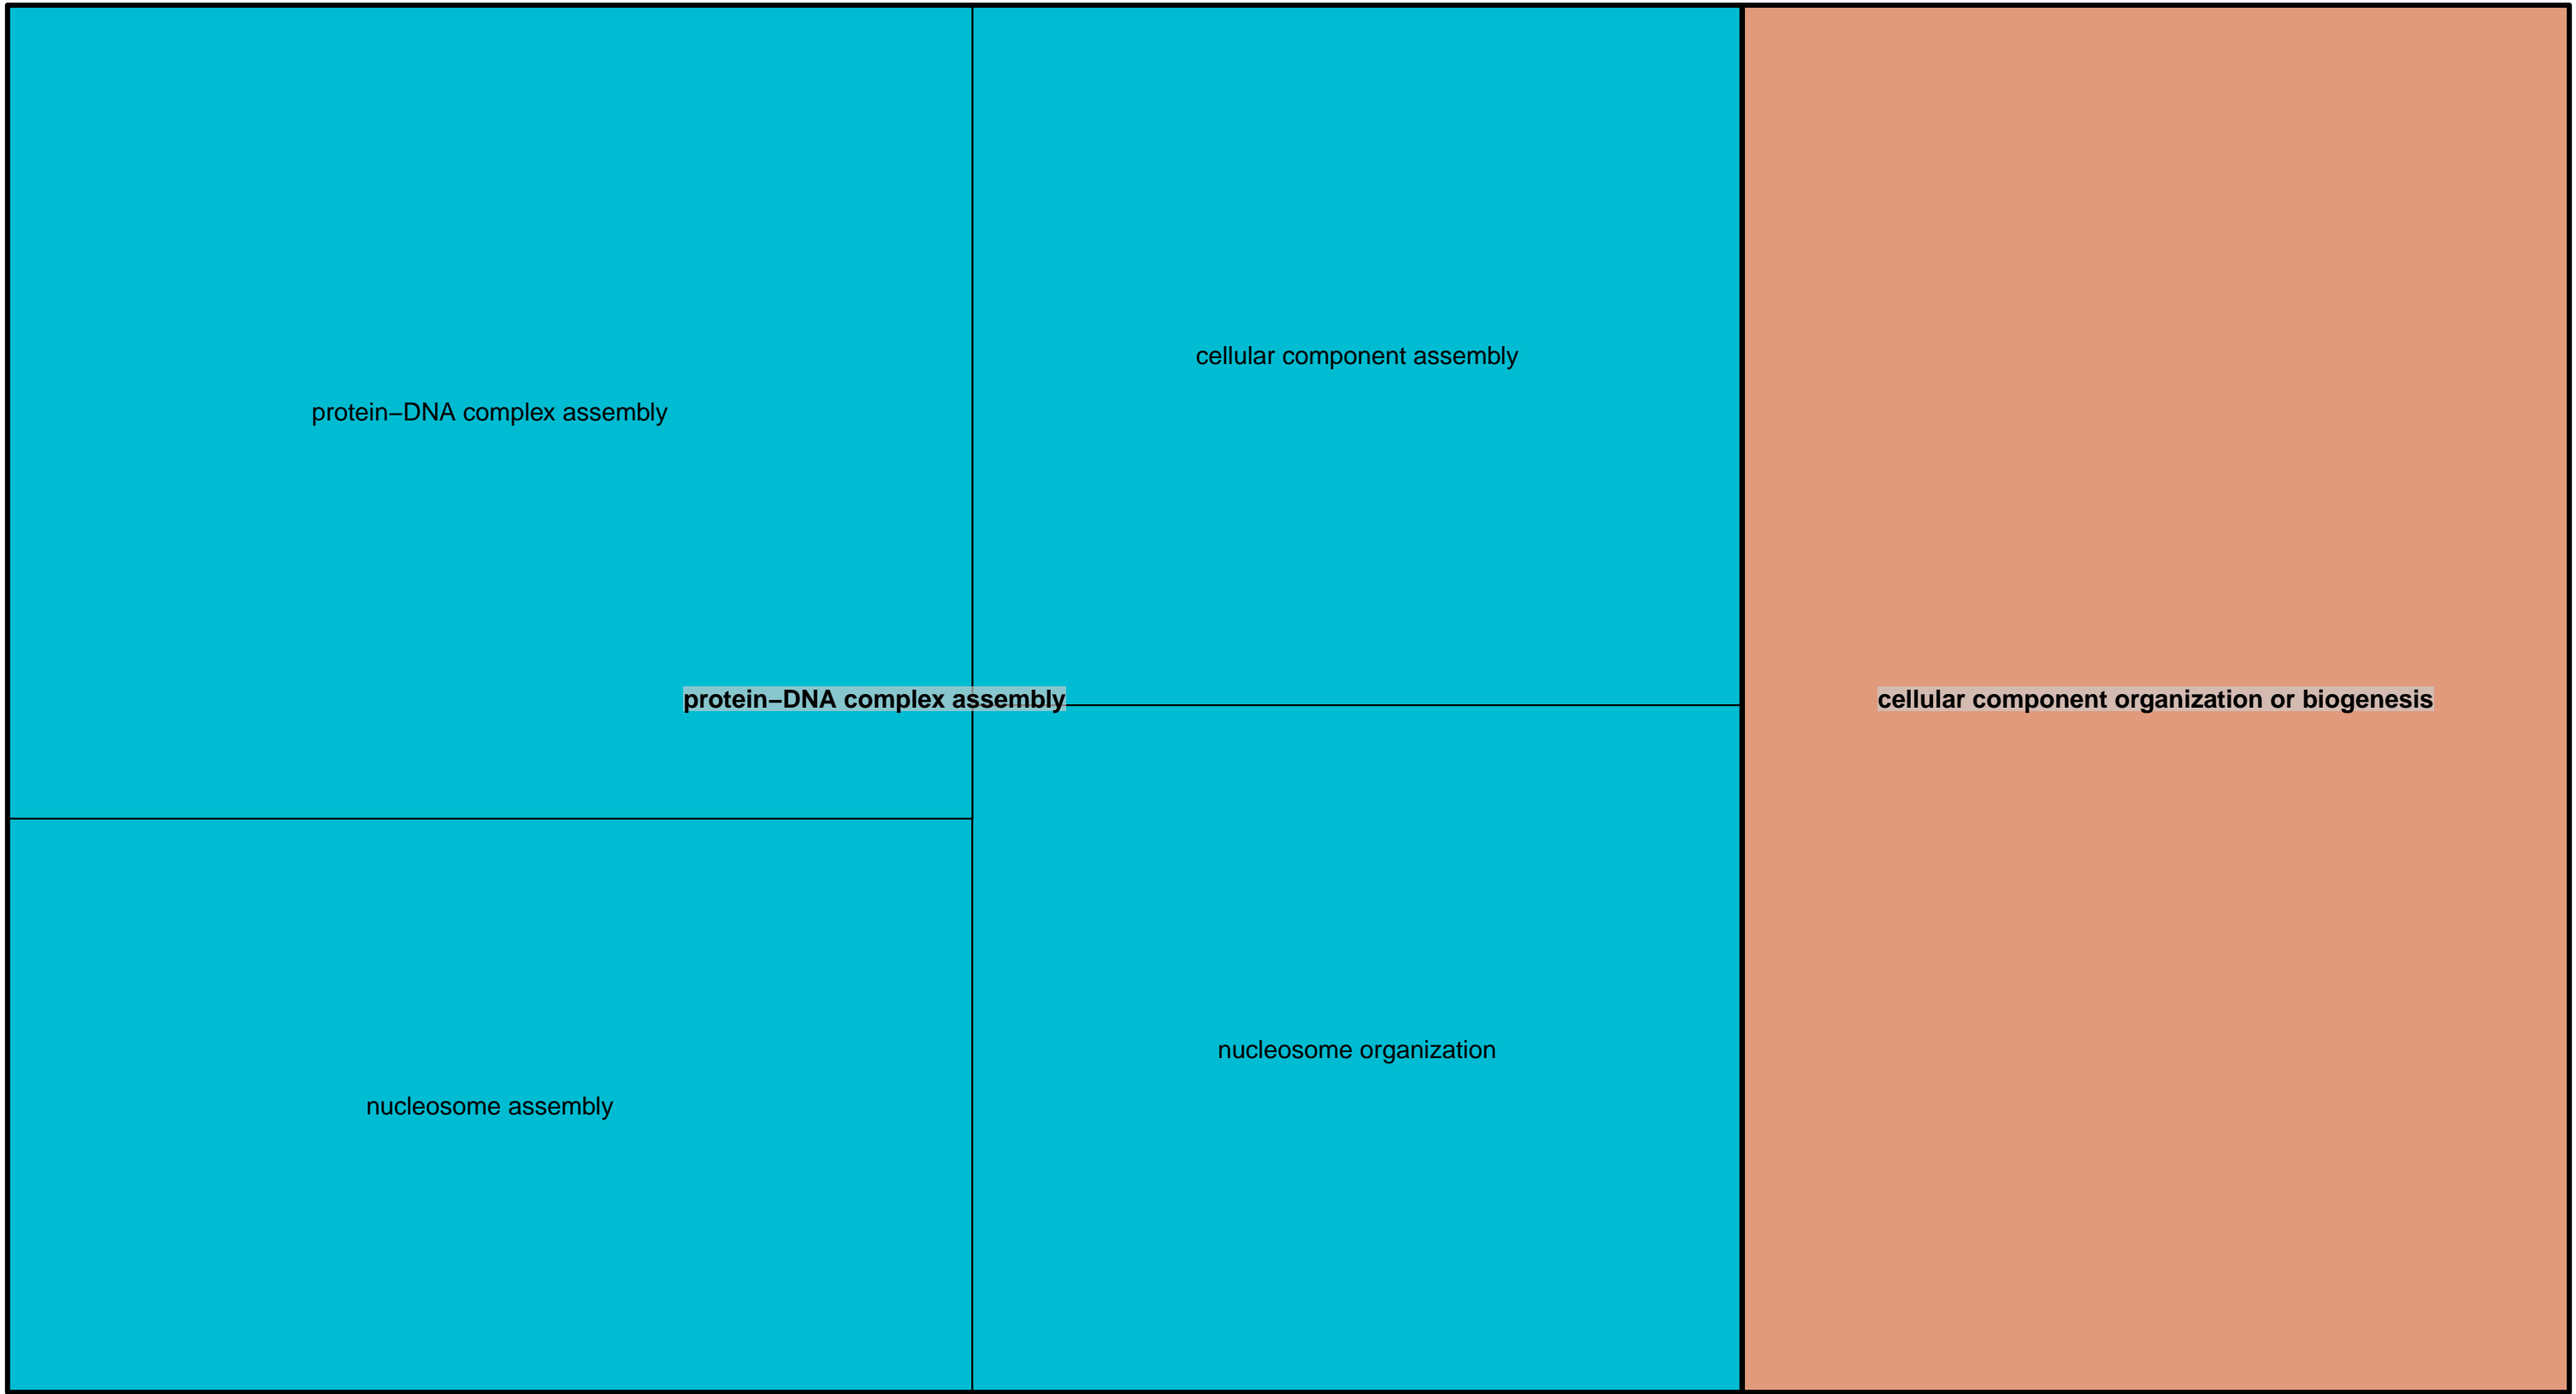 cellular component assembly
protein−DNA complex assembly
protein−DNA complex assembly
cellular component organization or biogenesis
nucleosome organization
nucleosome assembly